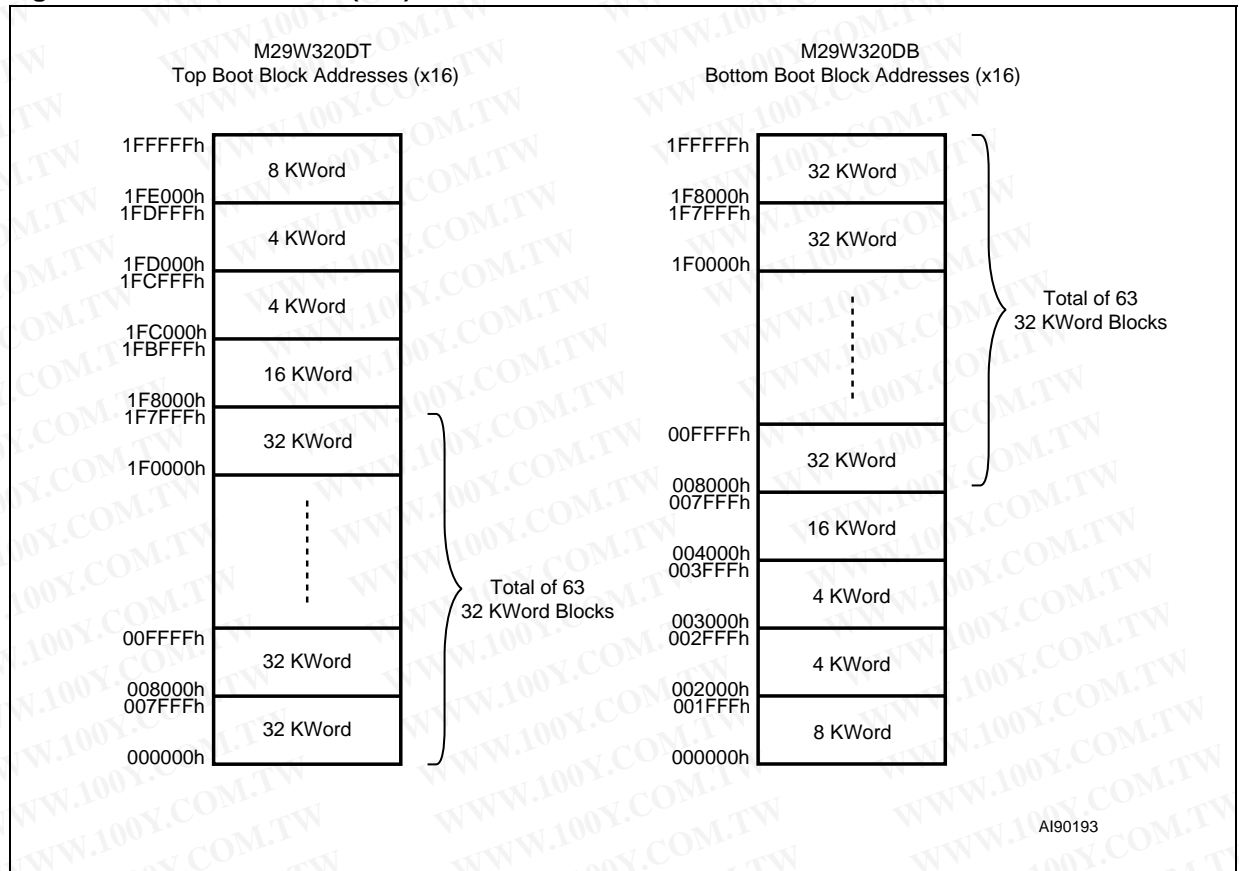 M29W320DT
Top Boot Block Addresses (x16)
1FFFFFh
8 KWord
1FE000h
1FDFFFh
4 KWord
1FD000h
1FCFFFh
4 KWord
1FC000h
1FBFFFh
16 KWord
1F8000h
1F7FFFh
32 KWord
1F0000h
Total of 63
32 KWord Blocks
00FFFFh
32 KWord
008000h
007FFFh
32 KWord
000000h
M29W320DB
Bottom Boot Block Addresses (x16)
1FFFFFh
32 KWord
1F8000h
1F7FFFh
32 KWord
1F0000h
Total of 63
32 KWord Blocks
00FFFFh
32 KWord
008000h
007FFFh
16 KWord
004000h
003FFFh
4 KWord
003000h
002FFFh
4 KWord
002000h
001FFFh
8 KWord
000000h
AI90193
WWW.100Y.COM.TW